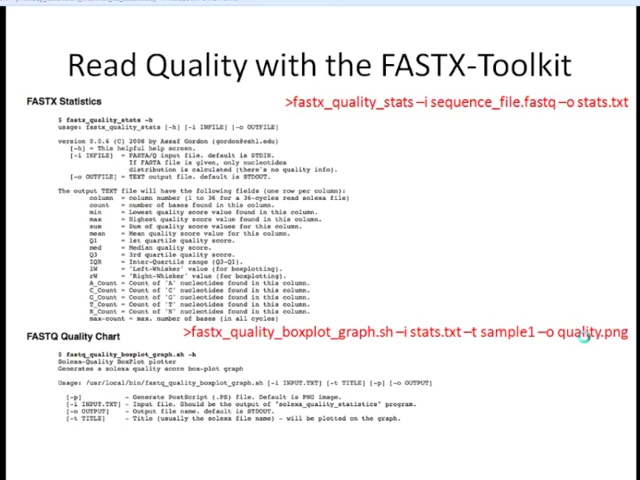 Read Quality with the FASTX-Toolkit
FASTX Statistics
>fastx_quality_stats –i sequence_file.fastq –o stats.txt
$ fastx_quality_stats -h
usage: fastx_quality_stats [-h] [-i INFILE] [-o OUTFILE]
version 0.0.6 (C) 2008 by Assaf Gordon (gordon@cshl.edu)
[-h] = This helpful help screen.
[-i INFILE] = FASTA/Q input file. default is STDIN.
If FASTA file is given, only nucleotides
distribution is calculated (there's no quality info).
[-o OUTFILE] = TEXT output file. default is STDOUT.
The output TEXT file will have the following fields (one row per column):
column = column number (1 to 36 for a 36-cycles read solexa file)
count = number of bases found in this column.
min = Lowest quality score value found in this column.
max = Highest quality score value found in this column.
sum = Sum of quality score values for this column.
mean = Mean quality score value for this column.
Q1 = 1st quartile quality score.
med = Median quality score.
Q3 = 3rd quartile quality score.
IQR = Inter-Quartile range (Q3-Q1).
lW = 'Left-Whisker' value (for boxplotting).
rW = 'Right-Whisker' value (for boxplotting).
A_Count = Count of 'A' nucleotides found in this column.
C_Count = Count of 'C' nucleotides found in this column.
G_Count = Count of 'G' nucleotides found in this column.
T_Count = Count of 'T' nucleotides found in this column.
N_Count = Count of 'N' nucleotides found in this column.
max-count = max. number of bases (in all cycles)
FASTQ Quality Chart
>fastx_quality_boxplot_graph.sh –i stats.txt –t sample1 –o quality.png
$ fastq_quality_boxplot_graph.sh -h
Solexa-Quality BoxPlot plotter
Generates a solexa quality score box-plot graph
Usage: /usr/local/bin/fastq_quality_boxplot_graph.sh [-i INPUT.TXT] [-t TITLE] [-p] [-o OUTPUT]
[-p] - Generate PostScript (.PS) file. Default is PNG image.
[-i INPUT.TXT] - Input file. Should be the output of "solexa_quality_statistics" program.
[-o OUTPUT] - Output file name. default is STDOUT.
[-t TITLE] - Title (usually the solexa file name) - will be plotted on the graph.